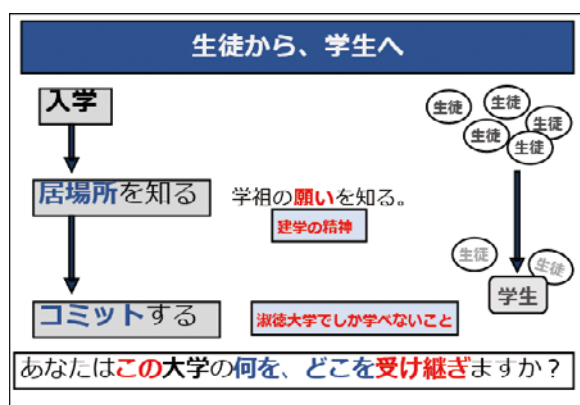 生徒から、学生へ
入学
居場所を知る
学祖の願いを知る。
建学の精神
コミットする
淑徳大学でしか学べないこと
生徒
生徒
生徒
生徒
生徒
生徒
生徒
学生
あなたはこの大学の何を、どこを受け継ぎますか？